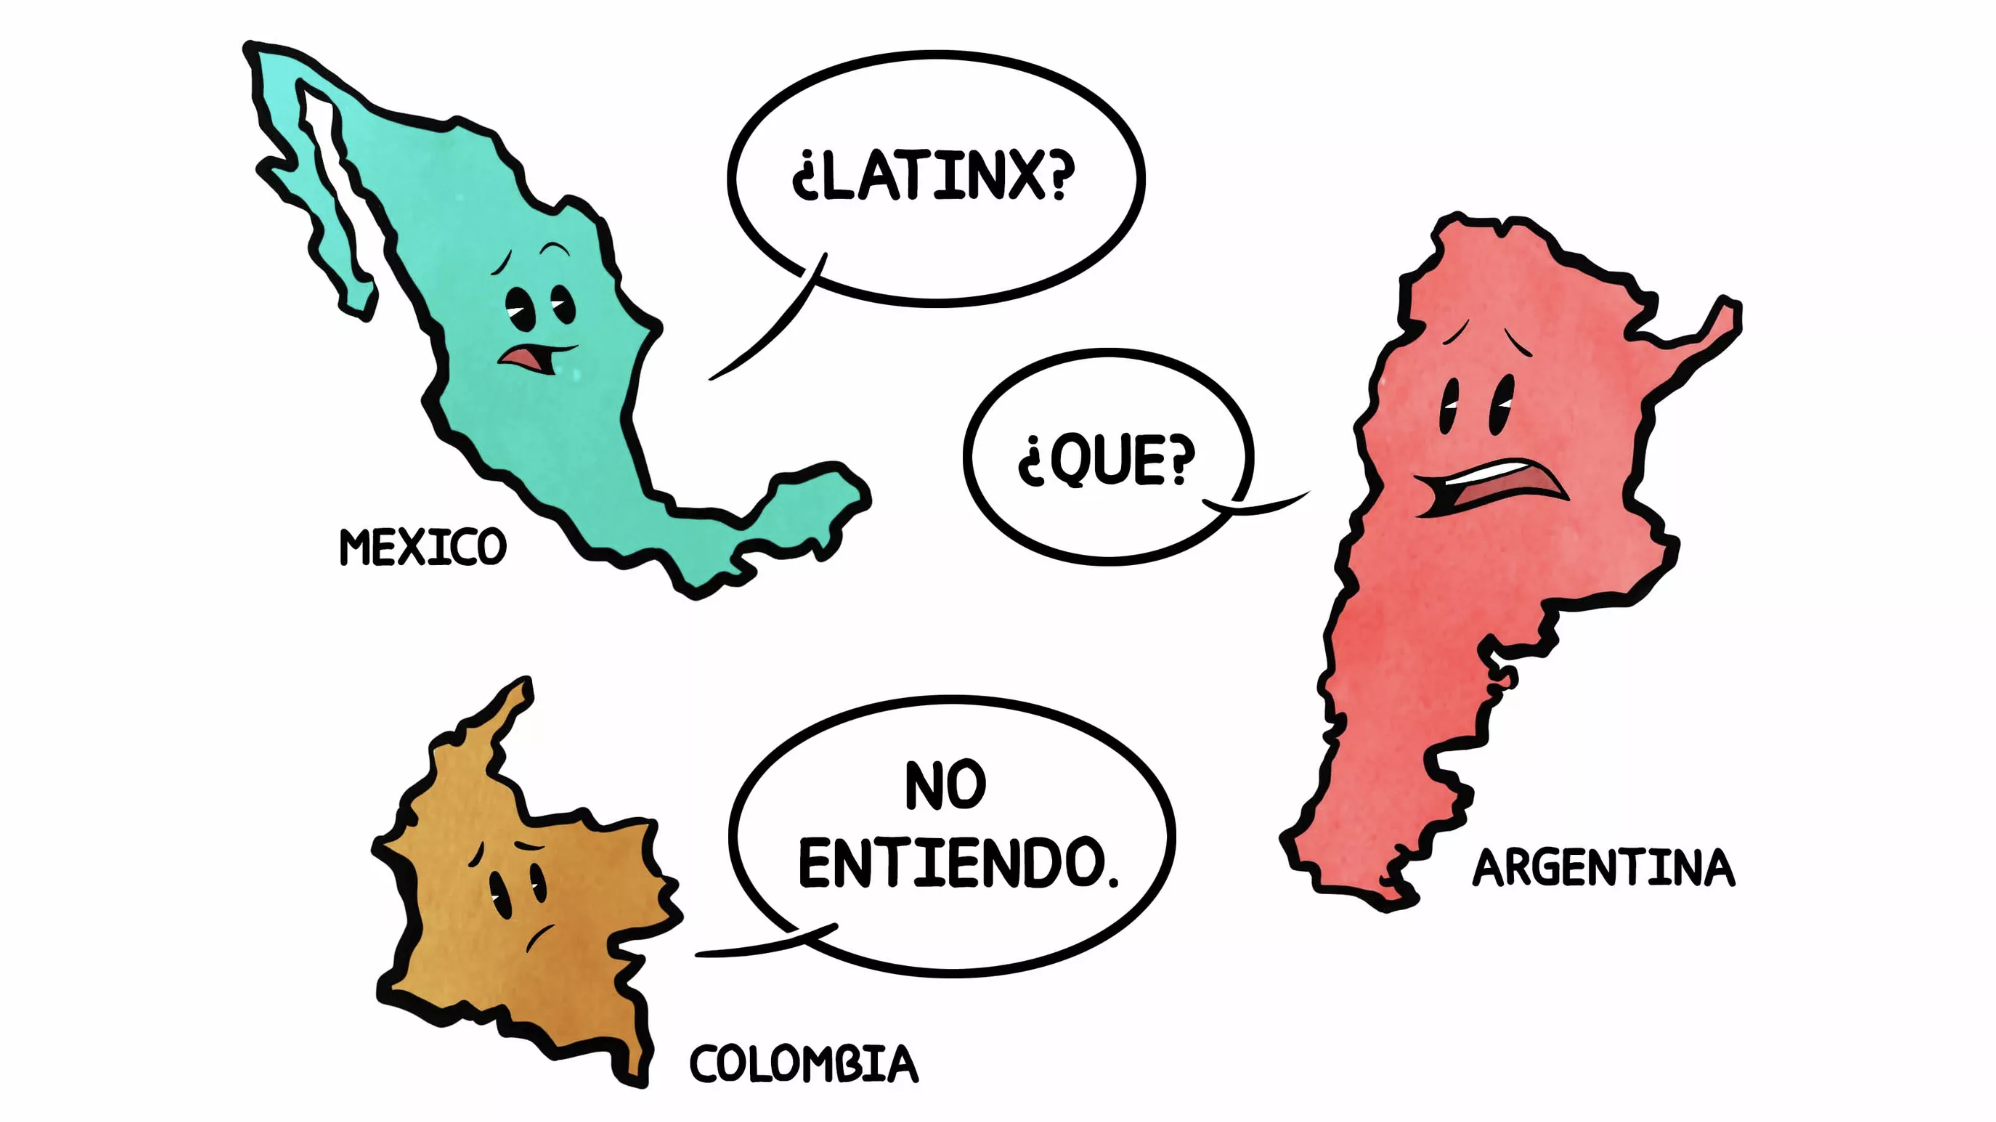 ¿LATINX?
MEXICO
¿QUE?
ARGENTINA
NO
ENTIENDO.
COLOMBIA